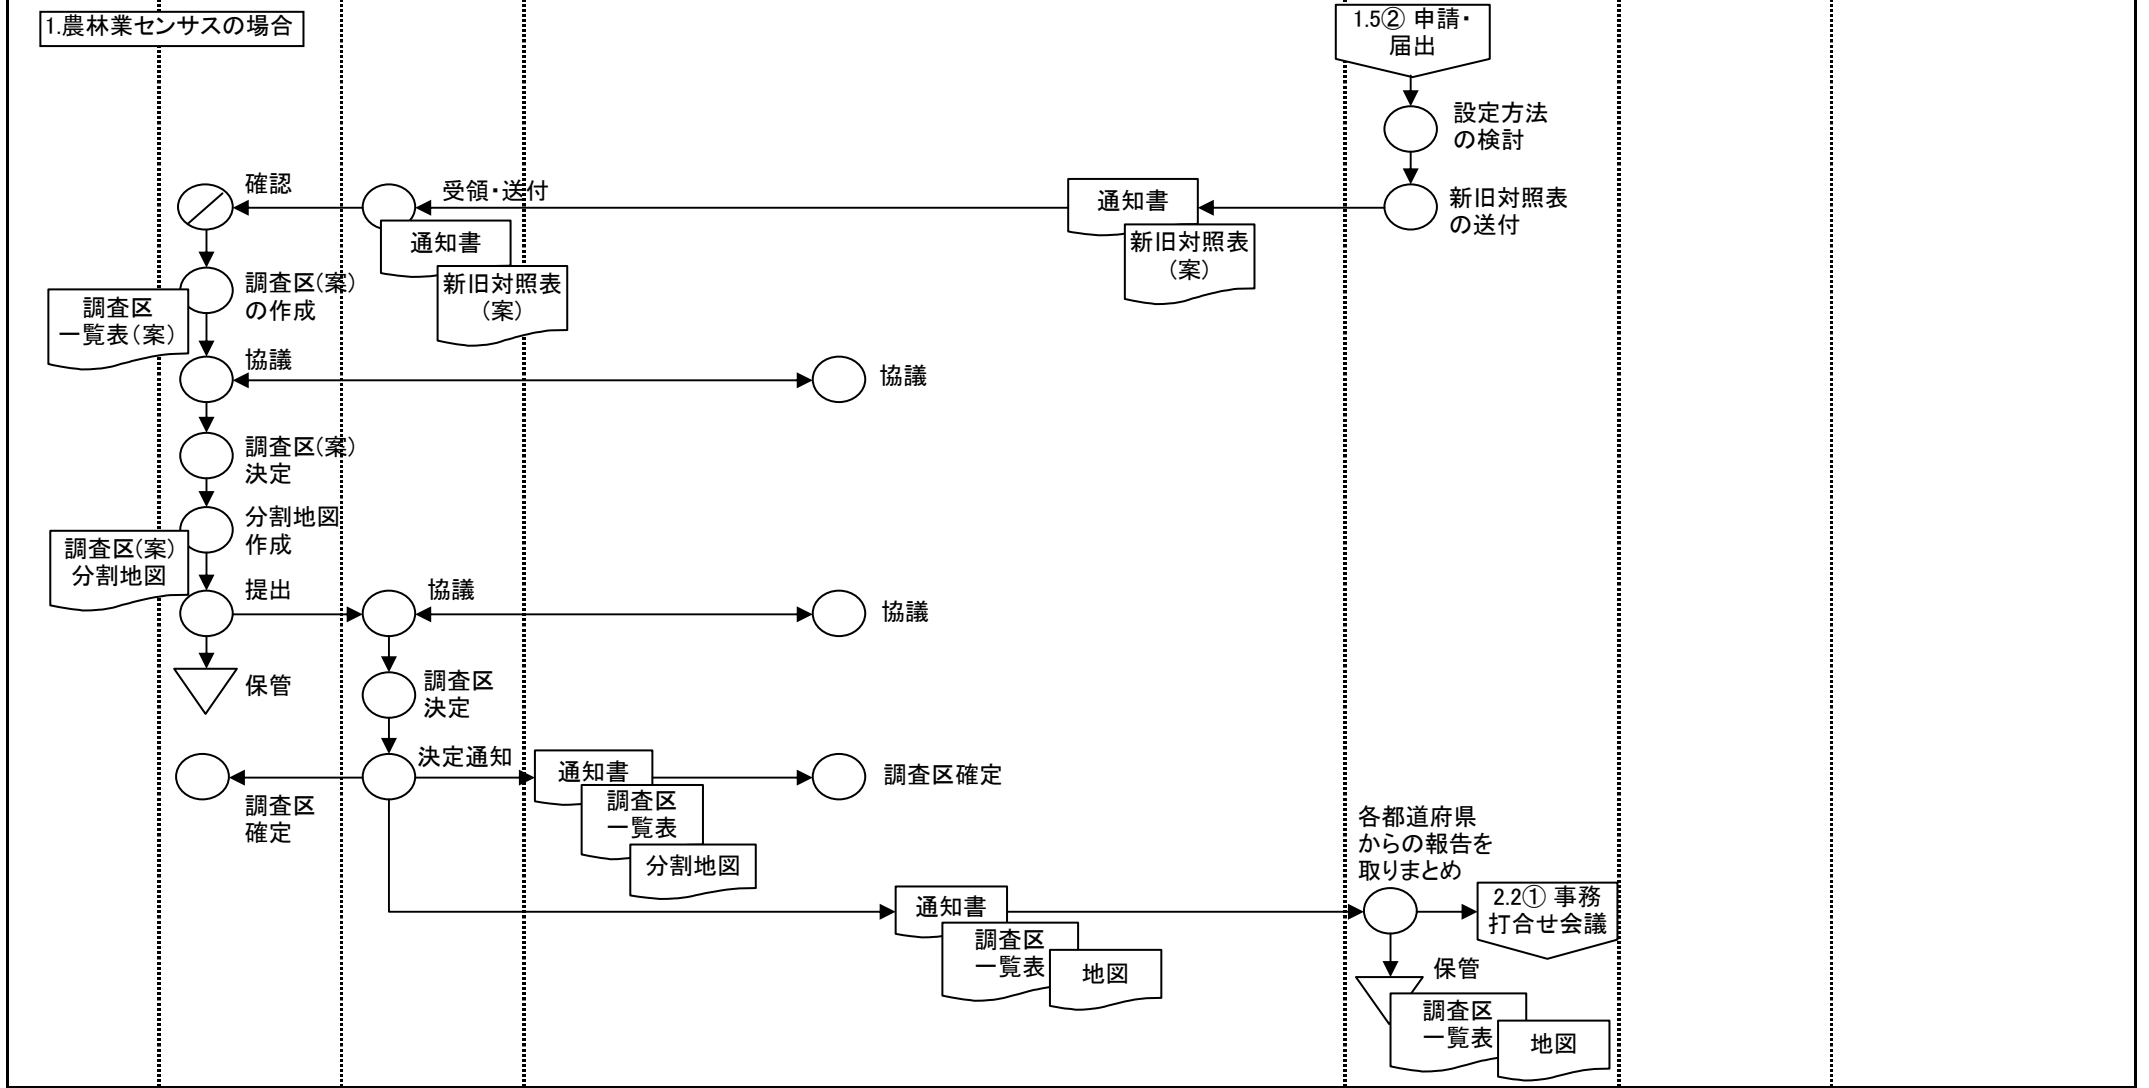 1.農林業センサスの場合
1.5② 申請・
届出
設定方法
の検討
確認
受領・送付
通知書
新旧対照表
の送付
通知書
新旧対照表
(案)
新旧対照表
(案)
調査区(案)
の作成
調査区
一覧表(案)
協議
協議
調査区(案)
決定
分割地図
作成
調査区(案)
分割地図
提出
協議
協議
保管
調査区
決定
決定通知
通知書
調査区確定
調査区
確定
調査区
一覧表
分割地図
各都道府県
からの報告を
取りまとめ
通知書
2.2① 事務
打合せ会議
調査区
一覧表
地図
保管
調査区
一覧表
地図